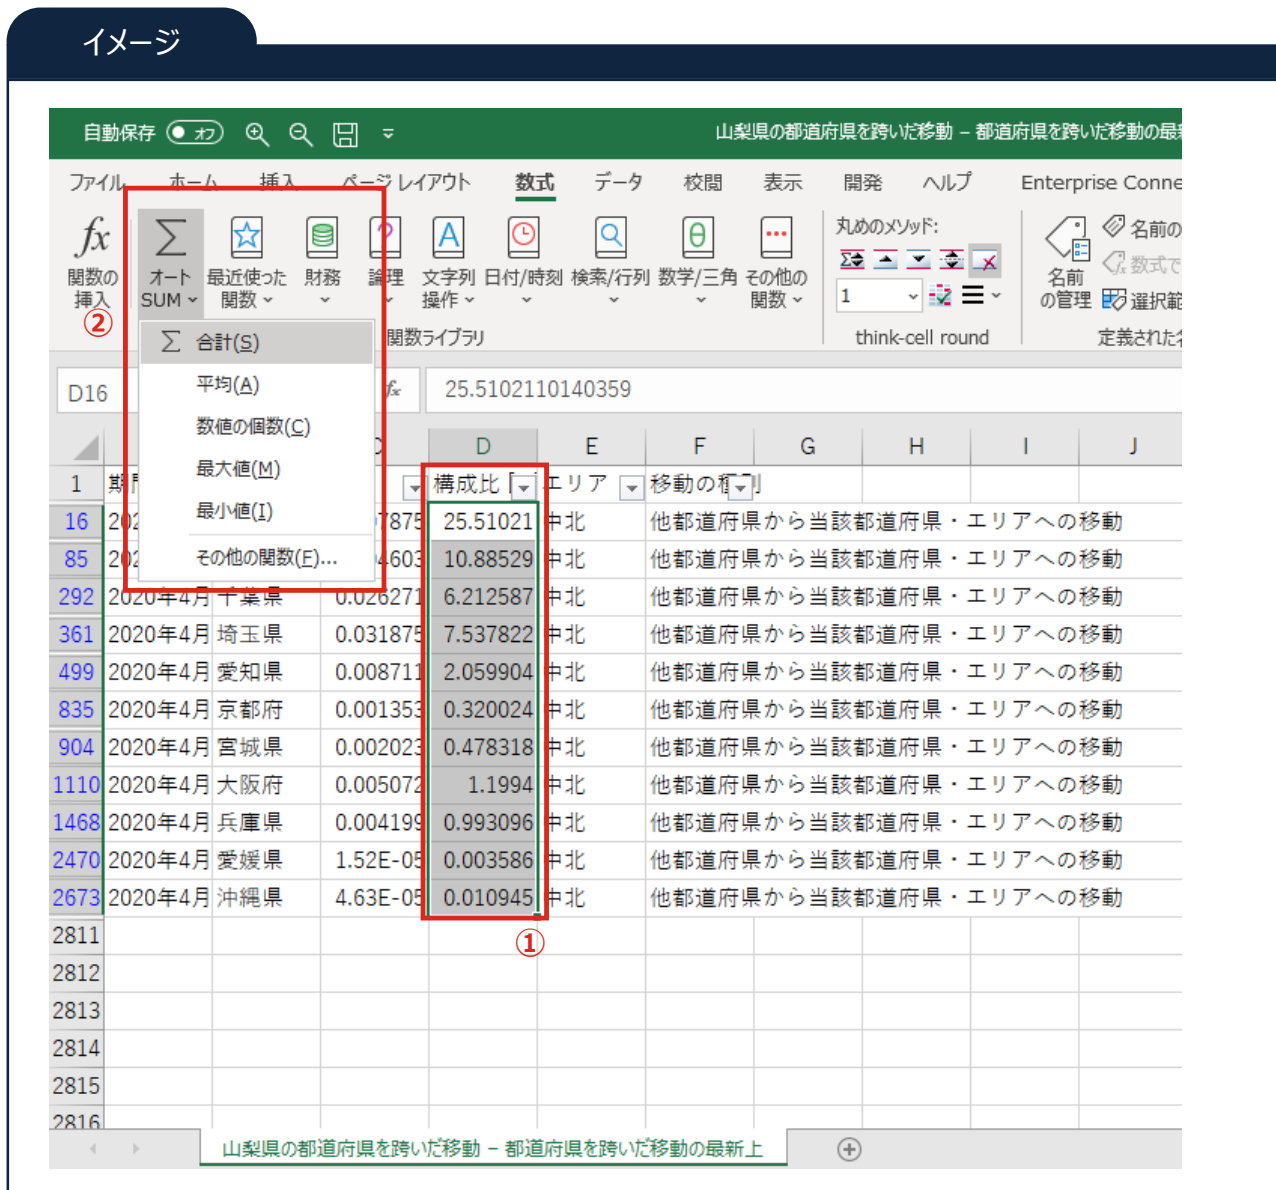 イメージ
自動保存 オフ 山梨県の都道府県を跨いだ移動 – 都道府県を跨いだ移動の最
ファイル ホーム 挿入 ページ レイアウト 数式 データ 校閲 表示 開発 ヘルプ Enterprise Conne
fx 関数の挿入
Σ オート SUM
最近使った関数
財務
論理
文字列操作
日付/時刻
検索/行列
数学/三角
その他の関数
丸めのメソッド:
1
think-cell round
名前の管理
名前の
数式で
選択範
定義された
関数ライブラリ
②
Σ 合計(S)
平均(A)
数値の個数(C)
最大値(M)
最小値(I)
その他の関数(F)...
D16 fx 25.5102110140359
D E F G H I J
1 構成比 エリア 移動の種別
16 202 7875 25.51021 中北 他都道府県から当該都道府県・エリアへの移動
85 202 4603 10.88529 中北 他都道府県から当該都道府県・エリアへの移動
292 2020年4月 千葉県 0.026271 6.212587 中北 他都道府県から当該都道府県・エリアへの移動
361 2020年4月 埼玉県 0.031875 7.537822 中北 他都道府県から当該都道府県・エリアへの移動
499 2020年4月 愛知県 0.008711 2.059904 中北 他都道府県から当該都道府県・エリアへの移動
835 2020年4月 京都府 0.001353 0.320024 中北 他都道府県から当該都道府県・エリアへの移動
904 2020年4月 宮城県 0.002023 0.478318 中北 他都道府県から当該都道府県・エリアへの移動
1110 2020年4月 大阪府 0.005072 1.1994 中北 他都道府県から当該都道府県・エリアへの移動
1468 2020年4月 兵庫県 0.004199 0.993096 中北 他都道府県から当該都道府県・エリアへの移動
2470 2020年4月 愛媛県 1.52E-05 0.003586 中北 他都道府県から当該都道府県・エリアへの移動
2673 2020年4月 沖縄県 4.63E-05 0.010945 中北 他都道府県から当該都道府県・エリアへの移動
2811 ①
2812
2813
2814
2815
2816
山梨県の都道府県を跨いだ移動 – 都道府県を跨いだ移動の最新上